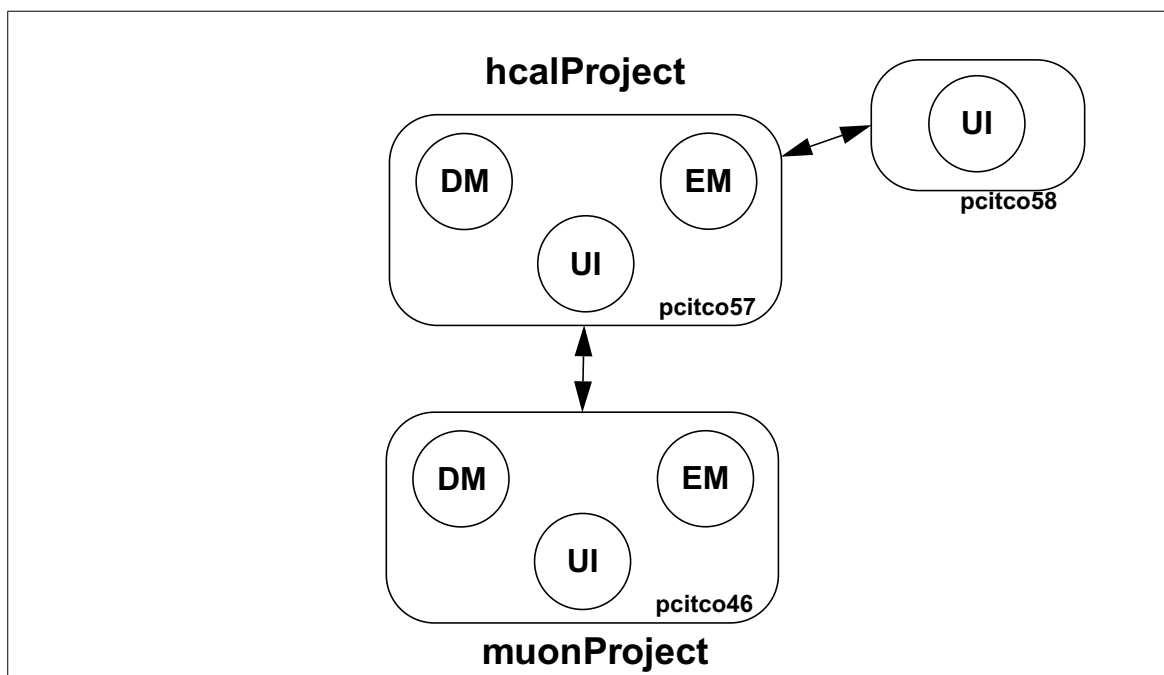 hcalProject
UI
pcitco58
DM
EM
UI
pcitco57
DM
EM
UI
pcitco46
muonProject